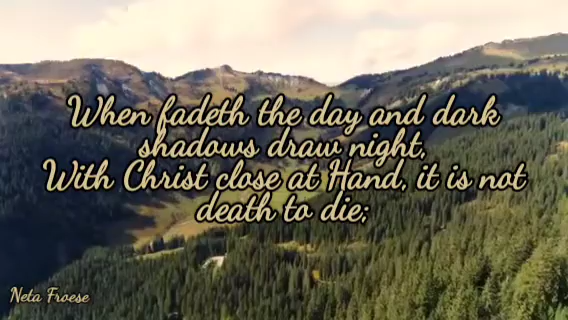 When fadeth the day and dark
shadows draw night,
With Christ close at Hand, it is not
death to die;
Neta Froese